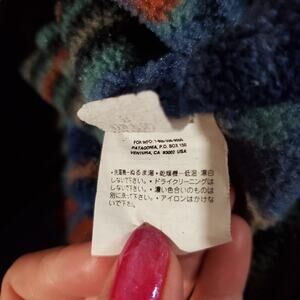 FOR INFO: 1-800-638-6464
PATAGONIA, P.O. BOX 150
VENTURA, CA 93002 USA
・洗濯機―ぬるま湯・乾燥機―低温・漂白
しないで下さい。・ドライクリーニングは
しないで下さい。・濃い色合いのものは
別に洗って下さい。・アイロンはかけな
いで下さい。